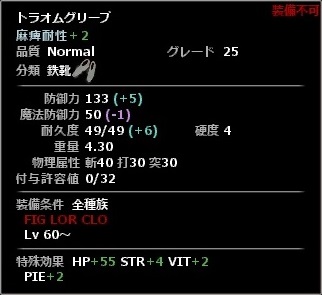 装備不可
トラオムグリーブ
麻痺耐性+2
品質 Normal グレード 25
分類 鉄靴
防御力 133 (+5)
魔法防御力 50 (-1)
耐久度 49/49 (+6) 硬度 4
重量 4.30
物理属性 斬40 打30 突30
付与許容値 0/32
装備条件 全種族
FIG LOR CLO
Lv 60~
特殊効果 HP+55 STR+4 VIT+2
PIE+2